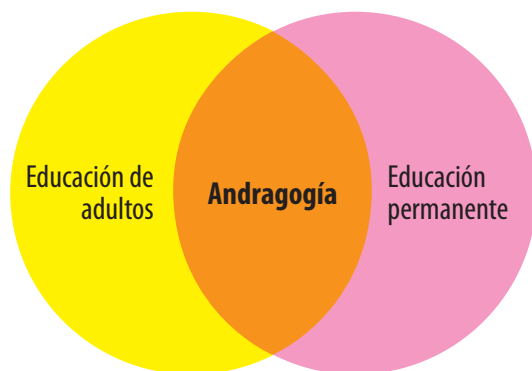 Educación de
adultos
Andragogía
Educación
permanente